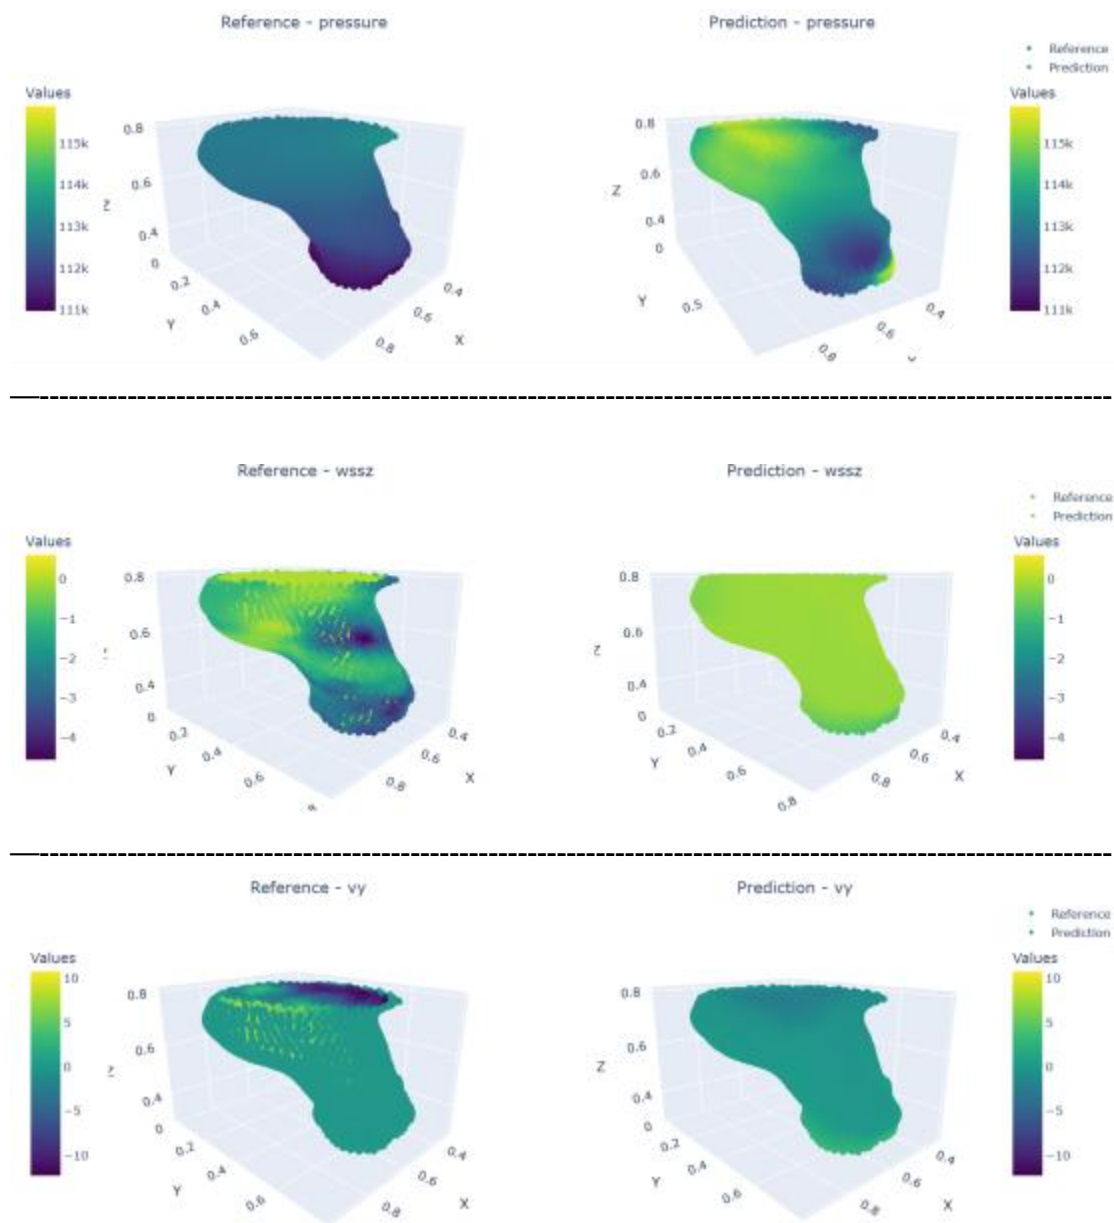 Reference - pressure
Prediction - pressure
Reference
Prediction
Values
115k
114k
113k
112k
111k
Z
0.8
0.6
0.4
0
0.2
0.4
0.6
Y
0.8
0.6
0.4
X
Z
0.8
0.6
0.4
0
0.5
Y
0.8
0.6
0.4
Values
115k
114k
113k
112k
111k
Reference - wssz
Prediction - wssz
Reference
Prediction
Values
0
−1
−2
−3
−4
0.8
0.6
0.4
0
0.2
0.4
0.6
Y
0.8
0.6
0.4
X
Z
0.8
0.6
0.4
0
0.2
0.4
0.6
0.8
Y
0.8
0.6
0.4
X
Values
0
−1
−2
−3
−4
Reference - vy
Prediction - vy
Reference
Prediction
Values
10
5
0
−5
−10
Z
0.8
0.6
0.4
0
0.2
0.4
0.6
Y
0.8
0.6
0.4
X
Z
0.8
0.6
0.4
0
0.2
0.4
0.6
Y
0.8
0.6
0.4
X
Values
10
5
0
−5
−10